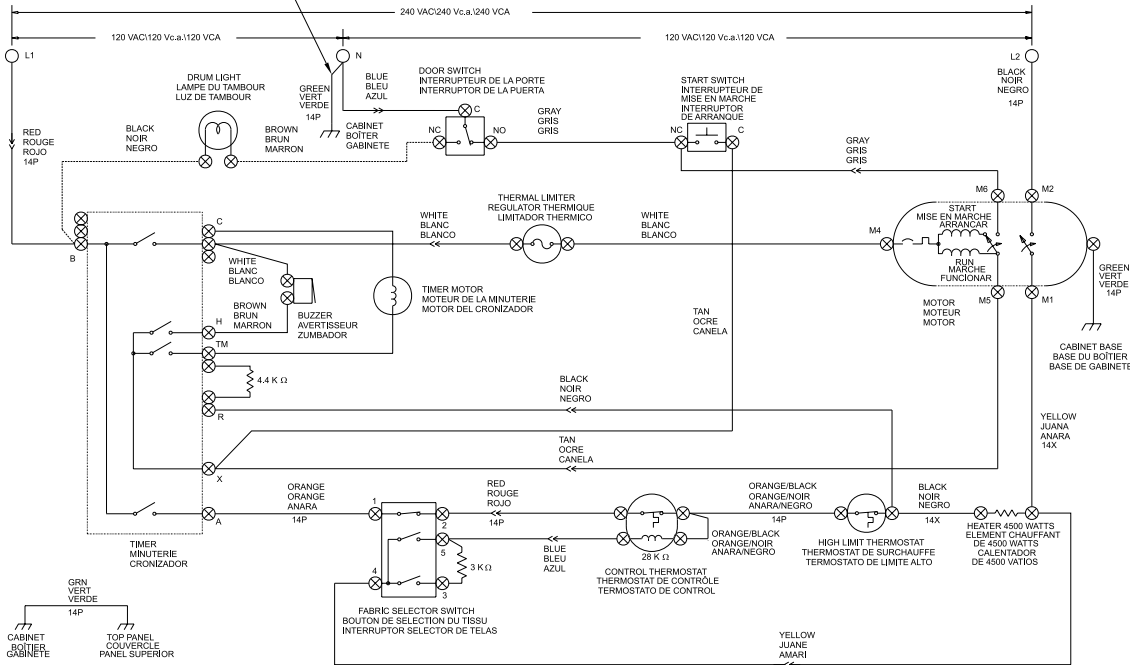 240 VAC\240 Vc.a.\240 VCA
120 VAC\120 Vc.a.\120 VCA
120 VAC\120 Vc.a.\120 VCA
L1
N
L2
DRUM LIGHT
LAMPE DU TAMBOUR
LUZ DE TAMBOUR
GREEN
VERT
VERDE
14P
BLUE
BLEU
AZUL
DOOR SWITCH
INTERRUPTEUR DE LA PORTE
INTERRUPTOR DE LA PUERTA
START SWITCH
INTERRUPTEUR DE
MISE EN MARCHE
INTERRUPTOR
DE ARRANQUE
BLACK
NOIR
NEGRO
14P
RED
ROUGE
ROJO
14P
BLACK
NOIR
NEGRO
BROWN
BRUN
MARRON
CABINET
BOÎTER
GABINETE
C
NC
NO
GRAY
GRIS
GRIS
NC
C
GRAY
GRIS
GRIS
M6
M2
THERMAL LIMITER
REGULATOR THERMIQUE
LIMITADOR THERMICO
START
MISE EN MARCHE
ARRANCAR
B
C
WHITE
BLANC
BLANCO
WHITE
BLANC
BLANCO
M4
RUN
MARCHE
FUNCIONAR
GREEN
VERT
VERDE
14P
WHITE
BLANC
BLANCO
BROWN
BRUN
MARRON
BUZZER
AVERTISSEUR
ZUMBADOR
TIMER MOTOR
MOTEUR DE LA MINUTERIE
MOTOR DEL CRONIZADOR
M5
M1
MOTOR
MOTEUR
MOTOR
TAN
OCRE
CANELA
CABINET BASE
BASE DU BOÎTIER
BASE DE GABINETE
H
TM
4.4 K Ω
R
BLACK
NOIR
NEGRO
YELLOW
JUANA
ANARA
14X
X
TAN
OCRE
CANELA
ORANGE
ORANGE
ANARA
14P
RED
ROUGE
ROJO
14P
ORANGE/BLACK
ORANGE/NOIR
ANARA/NEGRO
14P
BLACK
NOIR
NEGRO
14X
A
1
2
5
4
3
3 K Ω
BLUE
BLEU
AZUL
28 K Ω
ORANGE/BLACK
ORANGE/NOIR
ANARA/NEGRO
TIMER
MINUTERIE
CRONIZADOR
CONTROL THERMOSTAT
THERMOSTAT DE CONTRÔLE
TERMOSTATO DE CONTROL
HIGH LIMIT THERMOSTAT
THERMOSTAT DE SURCHAUFFE
TERMOSTATO DE LIMITE ALTO
HEATER 4500 WATTS
ELEMENT CHAUFFANT
DE 4500 WATTS
CALENTADOR
DE 4500 VATIOS
GRN
VERT
VERDE
14P
CABINET
BOÎTIER
GABINETE
TOP PANEL
COUVERCLE
PANEL SUPERIOR
FABRIC SELECTOR SWITCH
BOUTON DE SELECTION DU TISSU
INTERRUPTOR SELECTOR DE TELAS
YELLOW
JUANE
AMARI